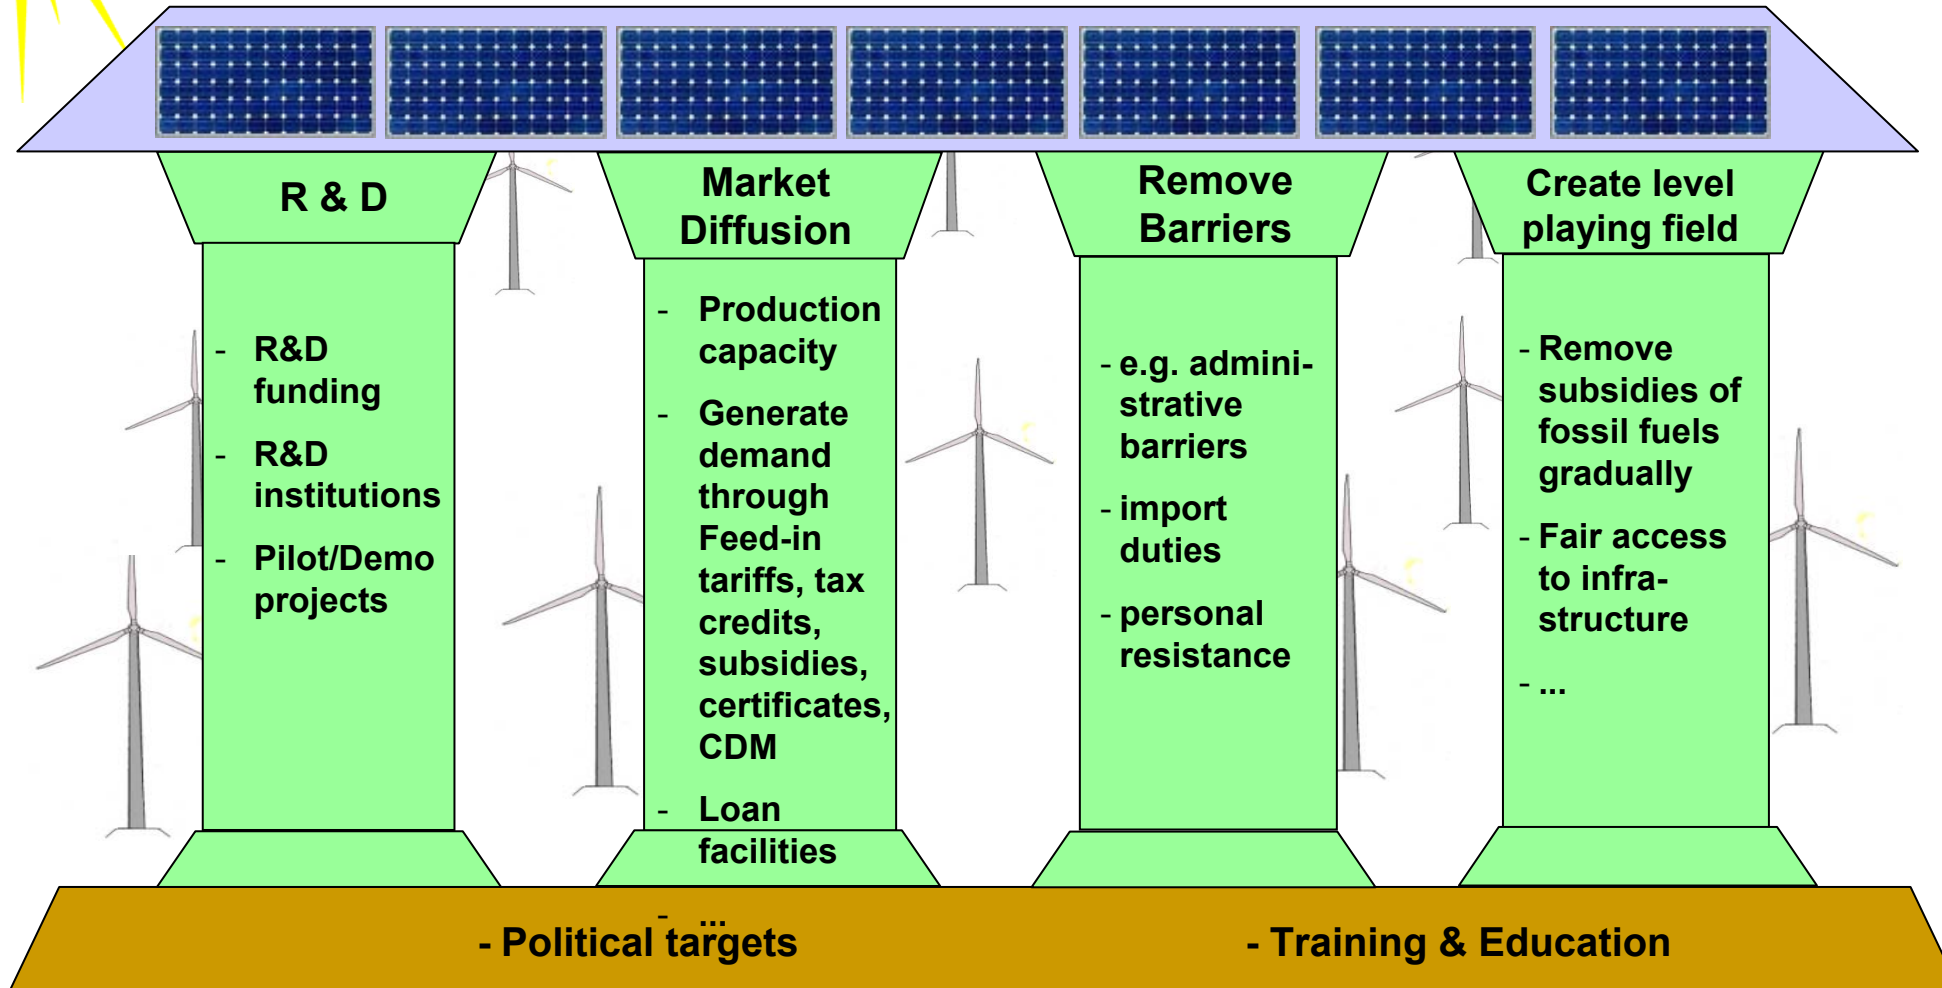 R & D
- R&D
funding
- R&D
institutions
- Pilot/Demo
projects
Market
Diffusion
- Production
capacity
- Generate
demand
through
Feed-in
tariffs, tax
credits,
subsidies,
certificates,
CDM
- Loan
facilities
- ...
Remove
Barriers
- e.g. admini-
strative
barriers
- import
duties
- personal
resistance
Create level
playing field
- Remove
subsidies of
fossil fuels
gradually
- Fair access
to infra-
structure
- ...
- Political targets
- Training & Education